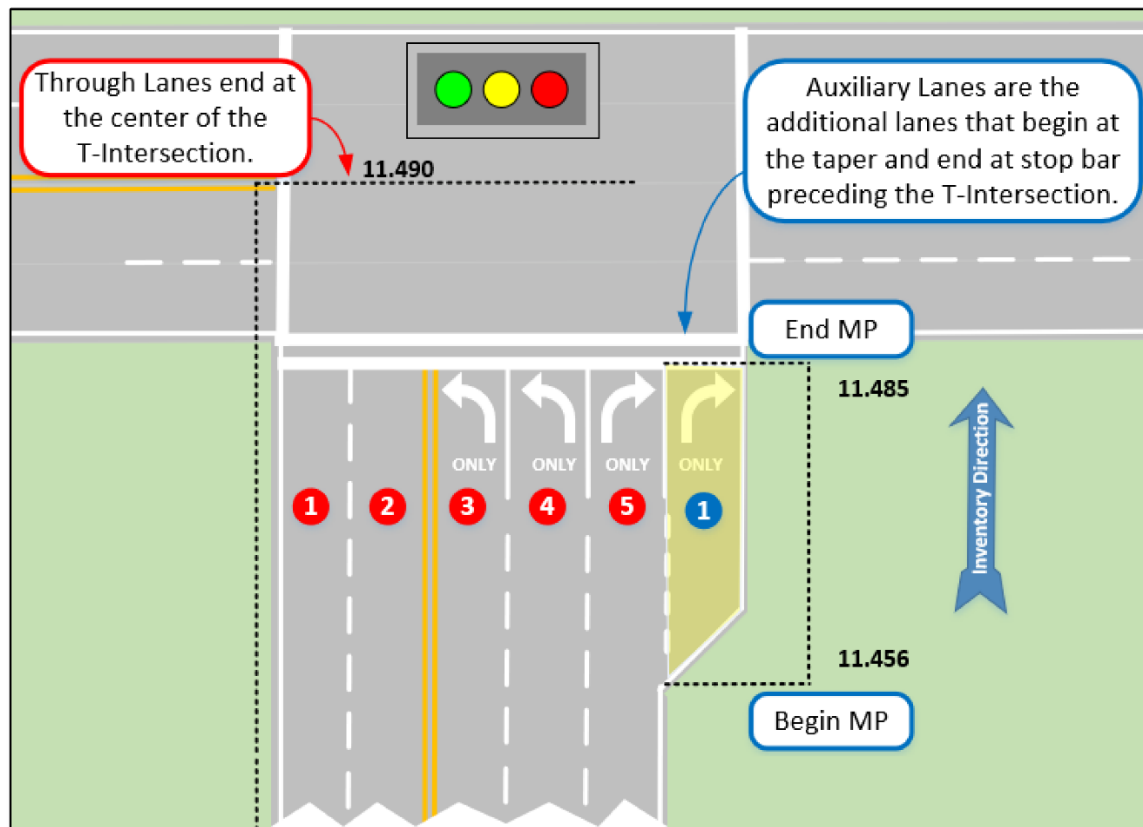 Through Lanes end at
the center of the
T-Intersection.
Auxiliary Lanes are the
additional lanes that begin at
the taper and end at stop bar
preceding the T-Intersection.
11.490
End MP
11.485
ONLY
ONLY
ONLY
ONLY
1
2
3
4
5
1
Inventory Direction
11.456
Begin MP